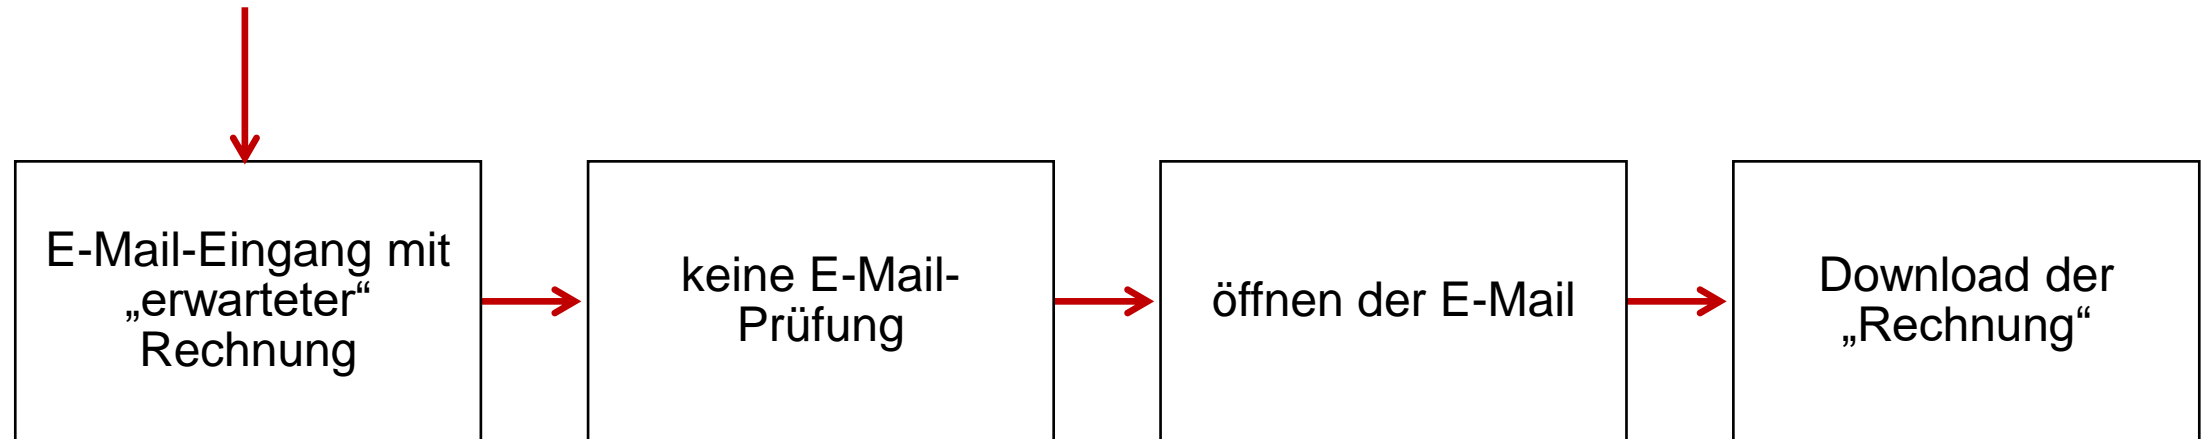 E-Mail-Eingang mit
„erwarteter“
Rechnung
keine E-Mail-
Prüfung
öffnen der E-Mail
Download der
„Rechnung“